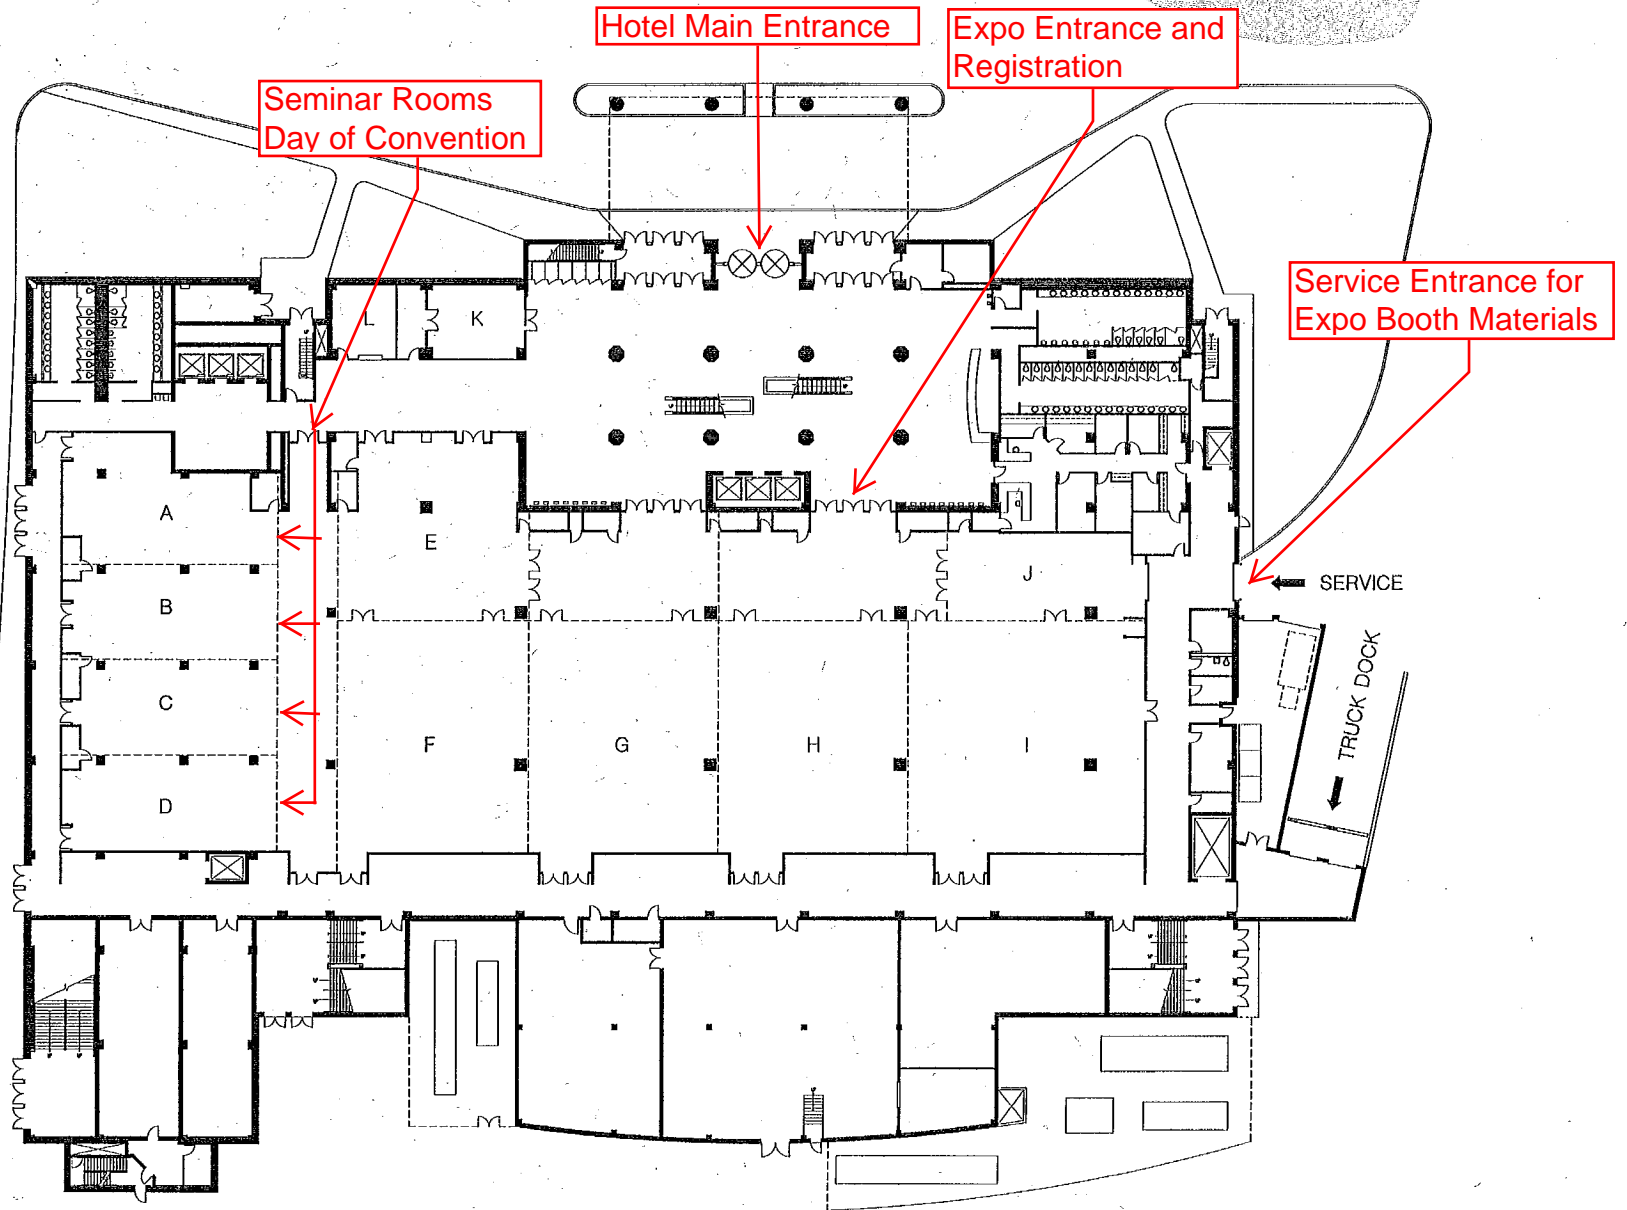 Hotel Main Entrance
Expo Entrance and
Registration
Seminar Rooms
Day of Convention
Service Entrance for
Expo Booth Materials
L
K
A
E
J
SERVICE
B
C
TRUCK DOCK
F
G
H
I
D